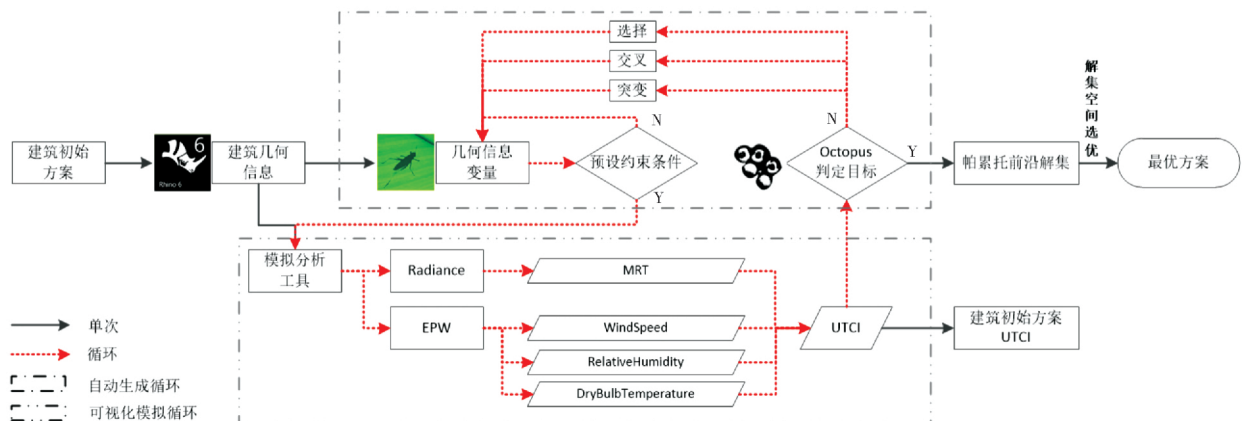 选择
交叉
突变
解集空间选优
建筑初始
方案
6
Rhino 6
建筑几何
信息
几何信息
变量
N
预设约束条件
Y
N
Octopus
判定目标
Y
帕累托前沿解集
最优方案
模拟分析
工具
Radiance
MRT
EPW
WindSpeed
RelativeHumidity
DryBulbTemperature
UTCI
建筑初始方案
UTCI
单次
循环
自动生成循环
可视化模拟循环